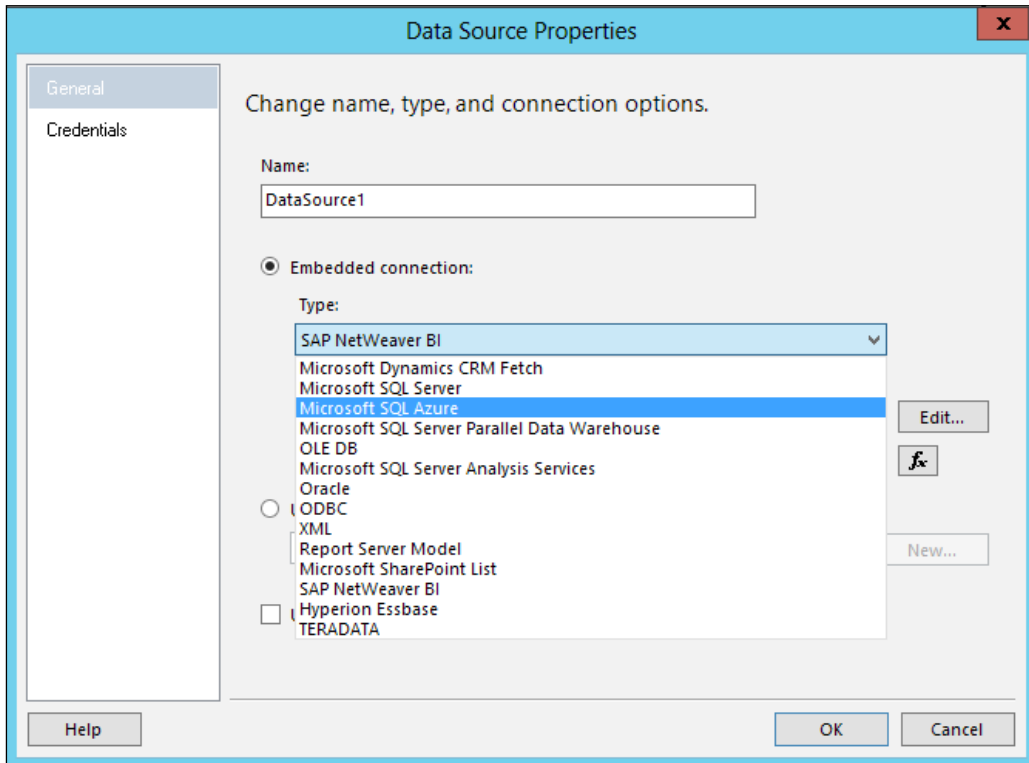 Data Source Properties
x
General
Credentials
Change name, type, and connection options.
Name:
DataSource1
Embedded connection:
Type:
SAP NetWeaver BI
Microsoft Dynamics CRM Fetch
Microsoft SQL Server
Microsoft SQL Azure
Microsoft SQL Server Parallel Data Warehouse
OLE DB
Microsoft SQL Server Analysis Services
Oracle
ODBC
XML
Report Server Model
Microsoft SharePoint List
SAP NetWeaver BI
Hyperion Essbase
TERADATA
Edit...
fx
New...
Help
OK
Cancel